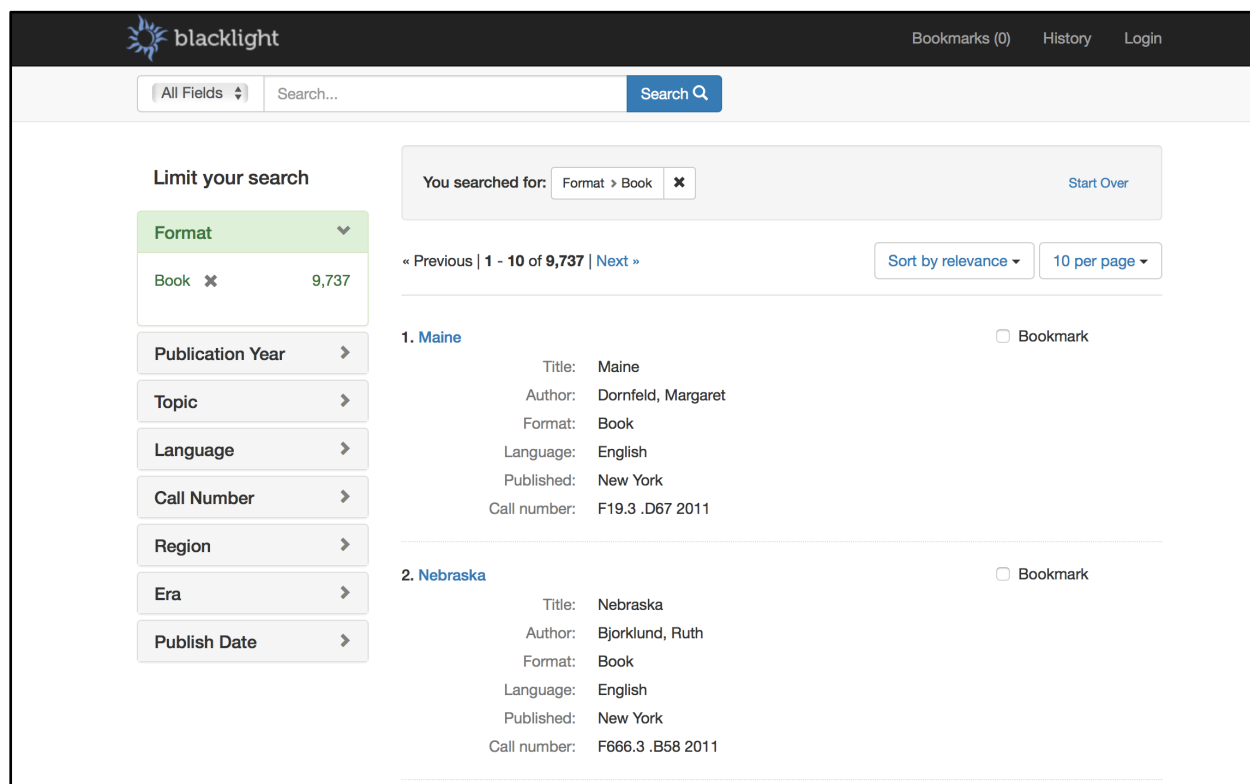 blacklight
Bookmarks (0) History Login
All Fields Search... Search
Limit your search
Format
Book ✖ 9,737
Publication Year
Topic
Language
Call Number
Region
Era
Publish Date
You searched for: Format > Book ✖ Start Over
« Previous | 1 - 10 of 9,737 | Next » Sort by relevance 10 per page
1. Maine Bookmark
Title: Maine
Author: Dornfeld, Margaret
Format: Book
Language: English
Published: New York
Call number: F19.3 .D67 2011
2. Nebraska Bookmark
Title: Nebraska
Author: Bjorklund, Ruth
Format: Book
Language: English
Published: New York
Call number: F666.3 .B58 2011